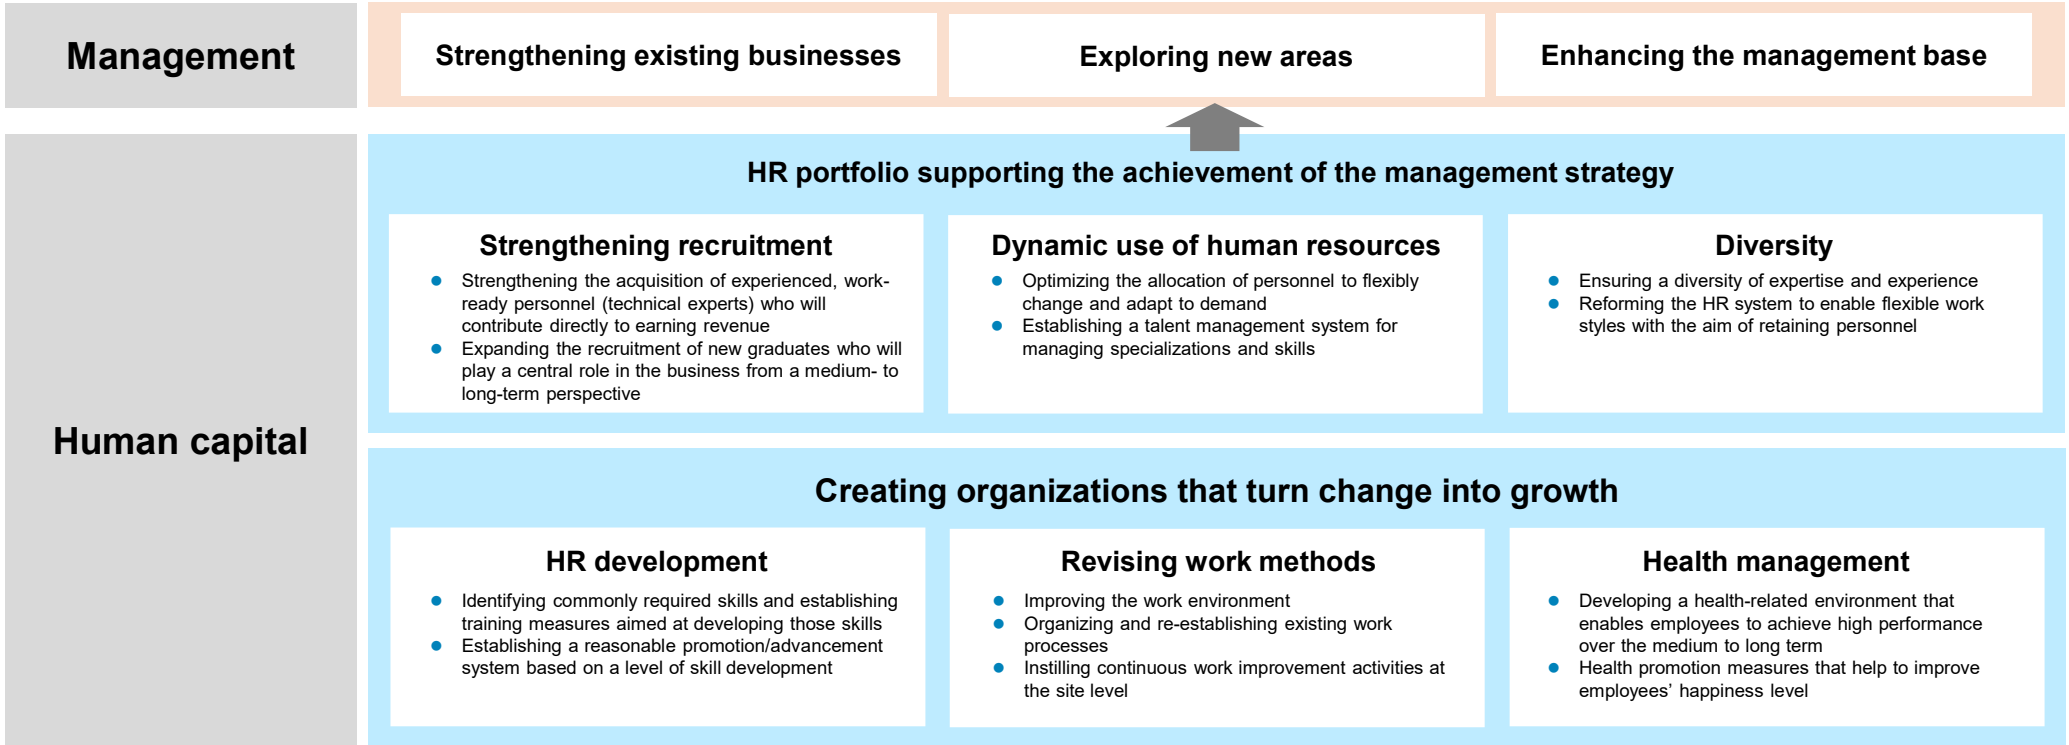 Management
Strengthening existing businesses
Exploring new areas
Enhancing the management base
Human capital
HR portfolio supporting the achievement of the management strategy
Strengthening recruitment
● Strengthening the acquisition of experienced, work-
ready personnel (technical experts) who will
contribute directly to earning revenue
● Expanding the recruitment of new graduates who will
play a central role in the business from a medium- to
long-term perspective
Dynamic use of human resources
● Optimizing the allocation of personnel to flexibly
change and adapt to demand
● Establishing a talent management system for
managing specializations and skills
Diversity
● Ensuring a diversity of expertise and experience
● Reforming the HR system to enable flexible work
styles with the aim of retaining personnel
Creating organizations that turn change into growth
HR development
● Identifying commonly required skills and establishing
training measures aimed at developing those skills
● Establishing a reasonable promotion/advancement
system based on a level of skill development
Revising work methods
● Improving the work environment
● Organizing and re-establishing existing work
processes
● Instilling continuous work improvement activities at
the site level
Health management
● Developing a health-related environment that
enables employees to achieve high performance
over the medium to long term
● Health promotion measures that help to improve
employees’ happiness level